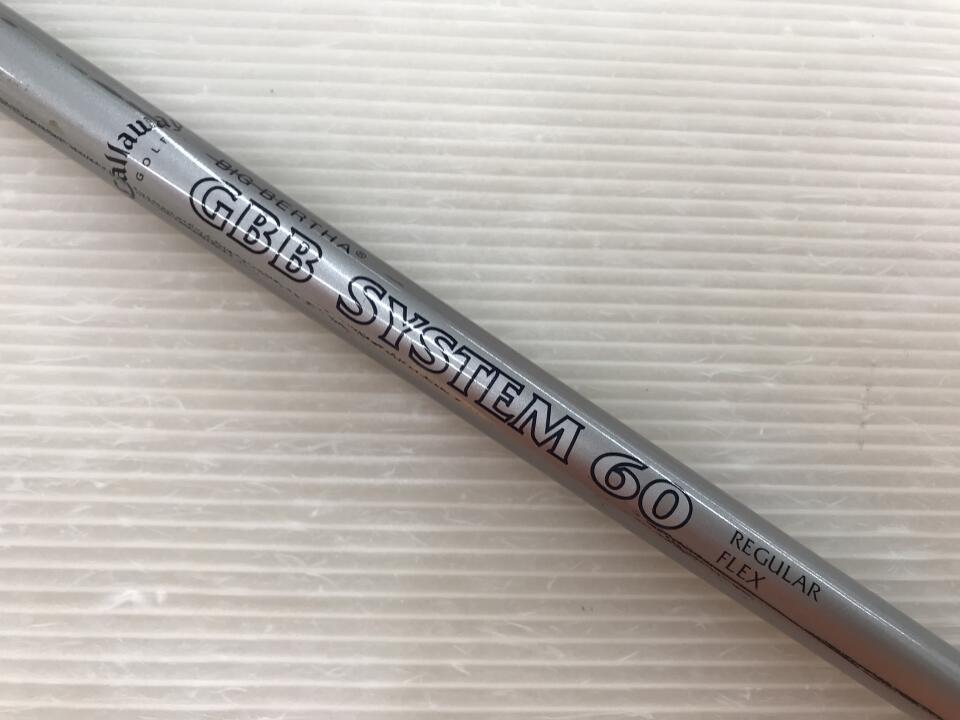 Callaway
GOLF
BIG BERTHA®
GBB SYSTEM 60
REGULAR
FLEX